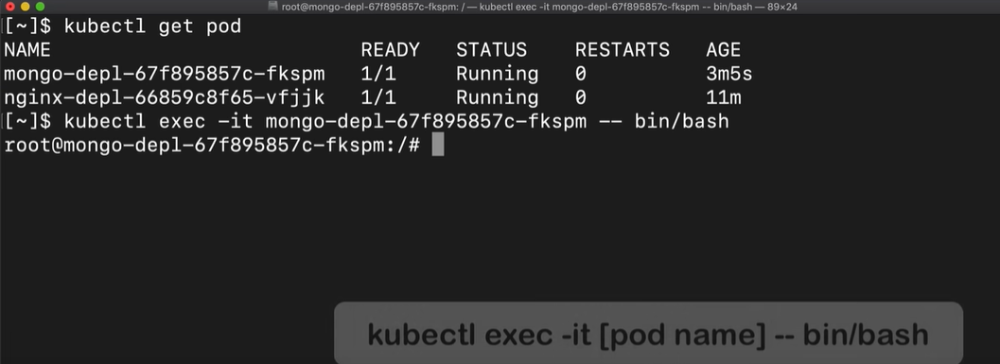 root@mongo-depl-67f895857c-fkspm: / — kubectl exec -it mongo-depl-67f895857c-fkspm -- bin/bash — 89×24
[~]$ kubectl get pod
NAME READY STATUS RESTARTS AGE
mongo-depl-67f895857c-fkspm 1/1 Running 0 3m5s
nginx-depl-66859c8f65-vfjjk 1/1 Running 0 11m
[~]$ kubectl exec -it mongo-depl-67f895857c-fkspm -- bin/bash
root@mongo-depl-67f895857c-fkspm:/#
kubectl exec -it [pod name] -- bin/bash